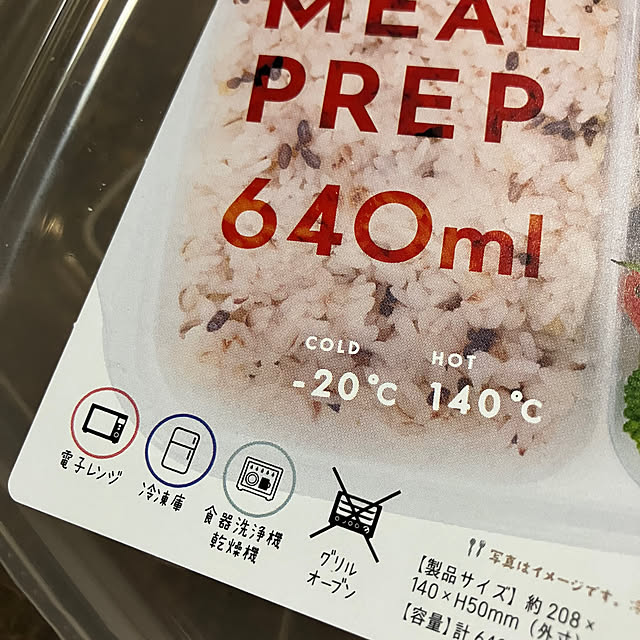 MEAL
PREP
640ml
COLD HOT
-20℃ 140℃
電子レンジ
冷凍庫
食器洗浄機
乾燥機
グリル
オーブン
写真はイメージです。
【製品サイズ】約208×
140×H50mm（外
【容量】計